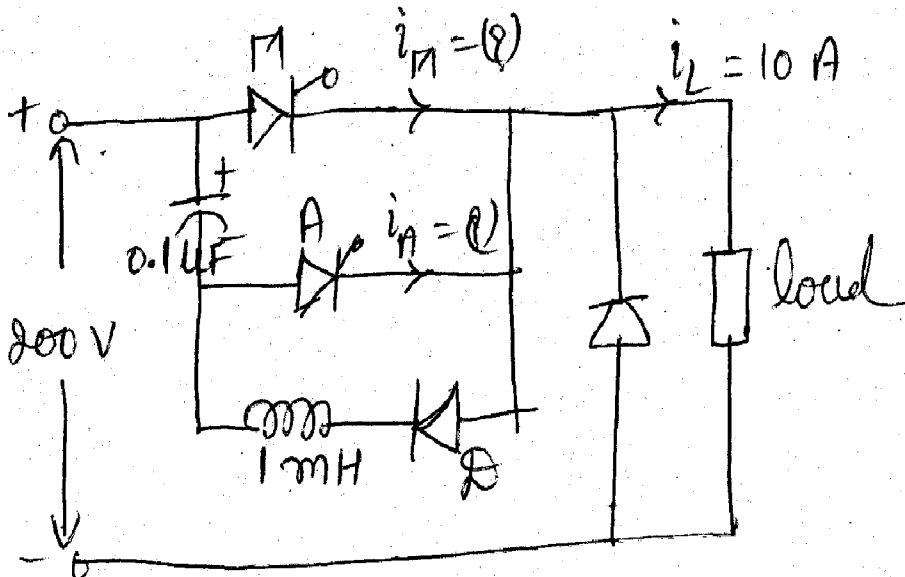 M
i_M = (?)
i_L = 10 A
+
+
0.1 µF
A
i_A = (?)
200 V
load
1 mH
D
-